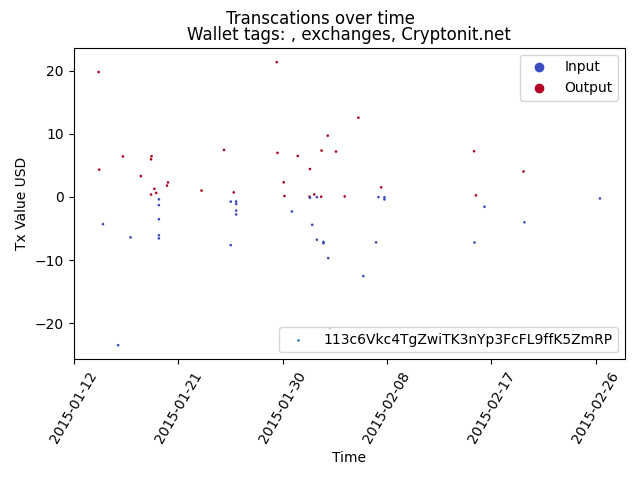 Transcations over time
Wallet tags: , exchanges, Cryptonit.net
Input
Output
20
10
0
−10
−20
Tx Value USD
113c6Vkc4TgZwiTK3nYp3FcFL9ffK5ZmRP
2015-01-12
2015-01-21
2015-01-30
2015-02-08
2015-02-17
2015-02-26
Time